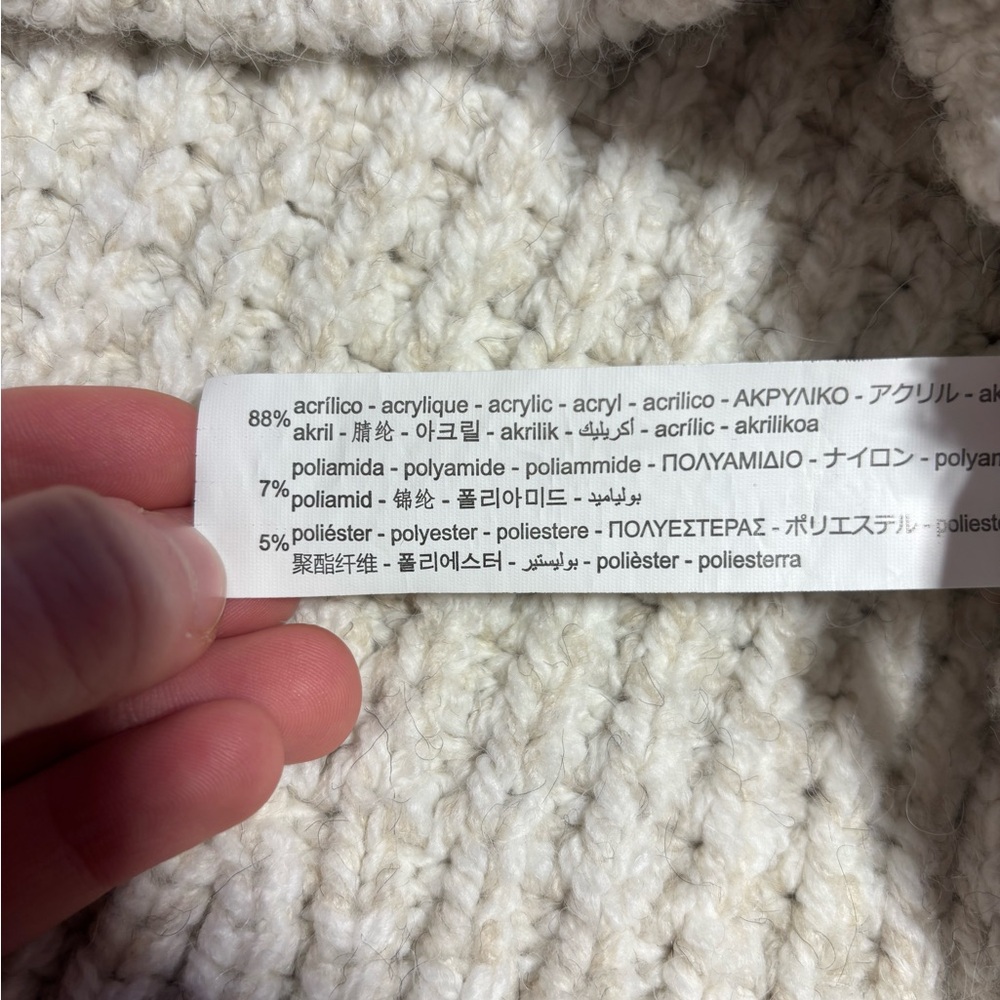 88% acrílico - acrylique - acrylic - acryl - acrilico - ΑΚΡΥΛΙΚΟ - アクリル -
akril - 腈纶 - 아크릴 - akrilik - أكريليك - acrílic - akrilikoa
7% poliamida - polyamide - poliammide - ΠΟΛΥΑΜΙΔΙΟ - ナイロン -
poliamid - 锦纶 - 폴리아미드 - بولياميد
5% poliéster - polyester - poliestere - ΠΟΛΥΕΣΤΕΡΑΣ - ポリエステル -
聚酯纤维 - 폴리에스터 - بوليستير - polièster - poliesterra